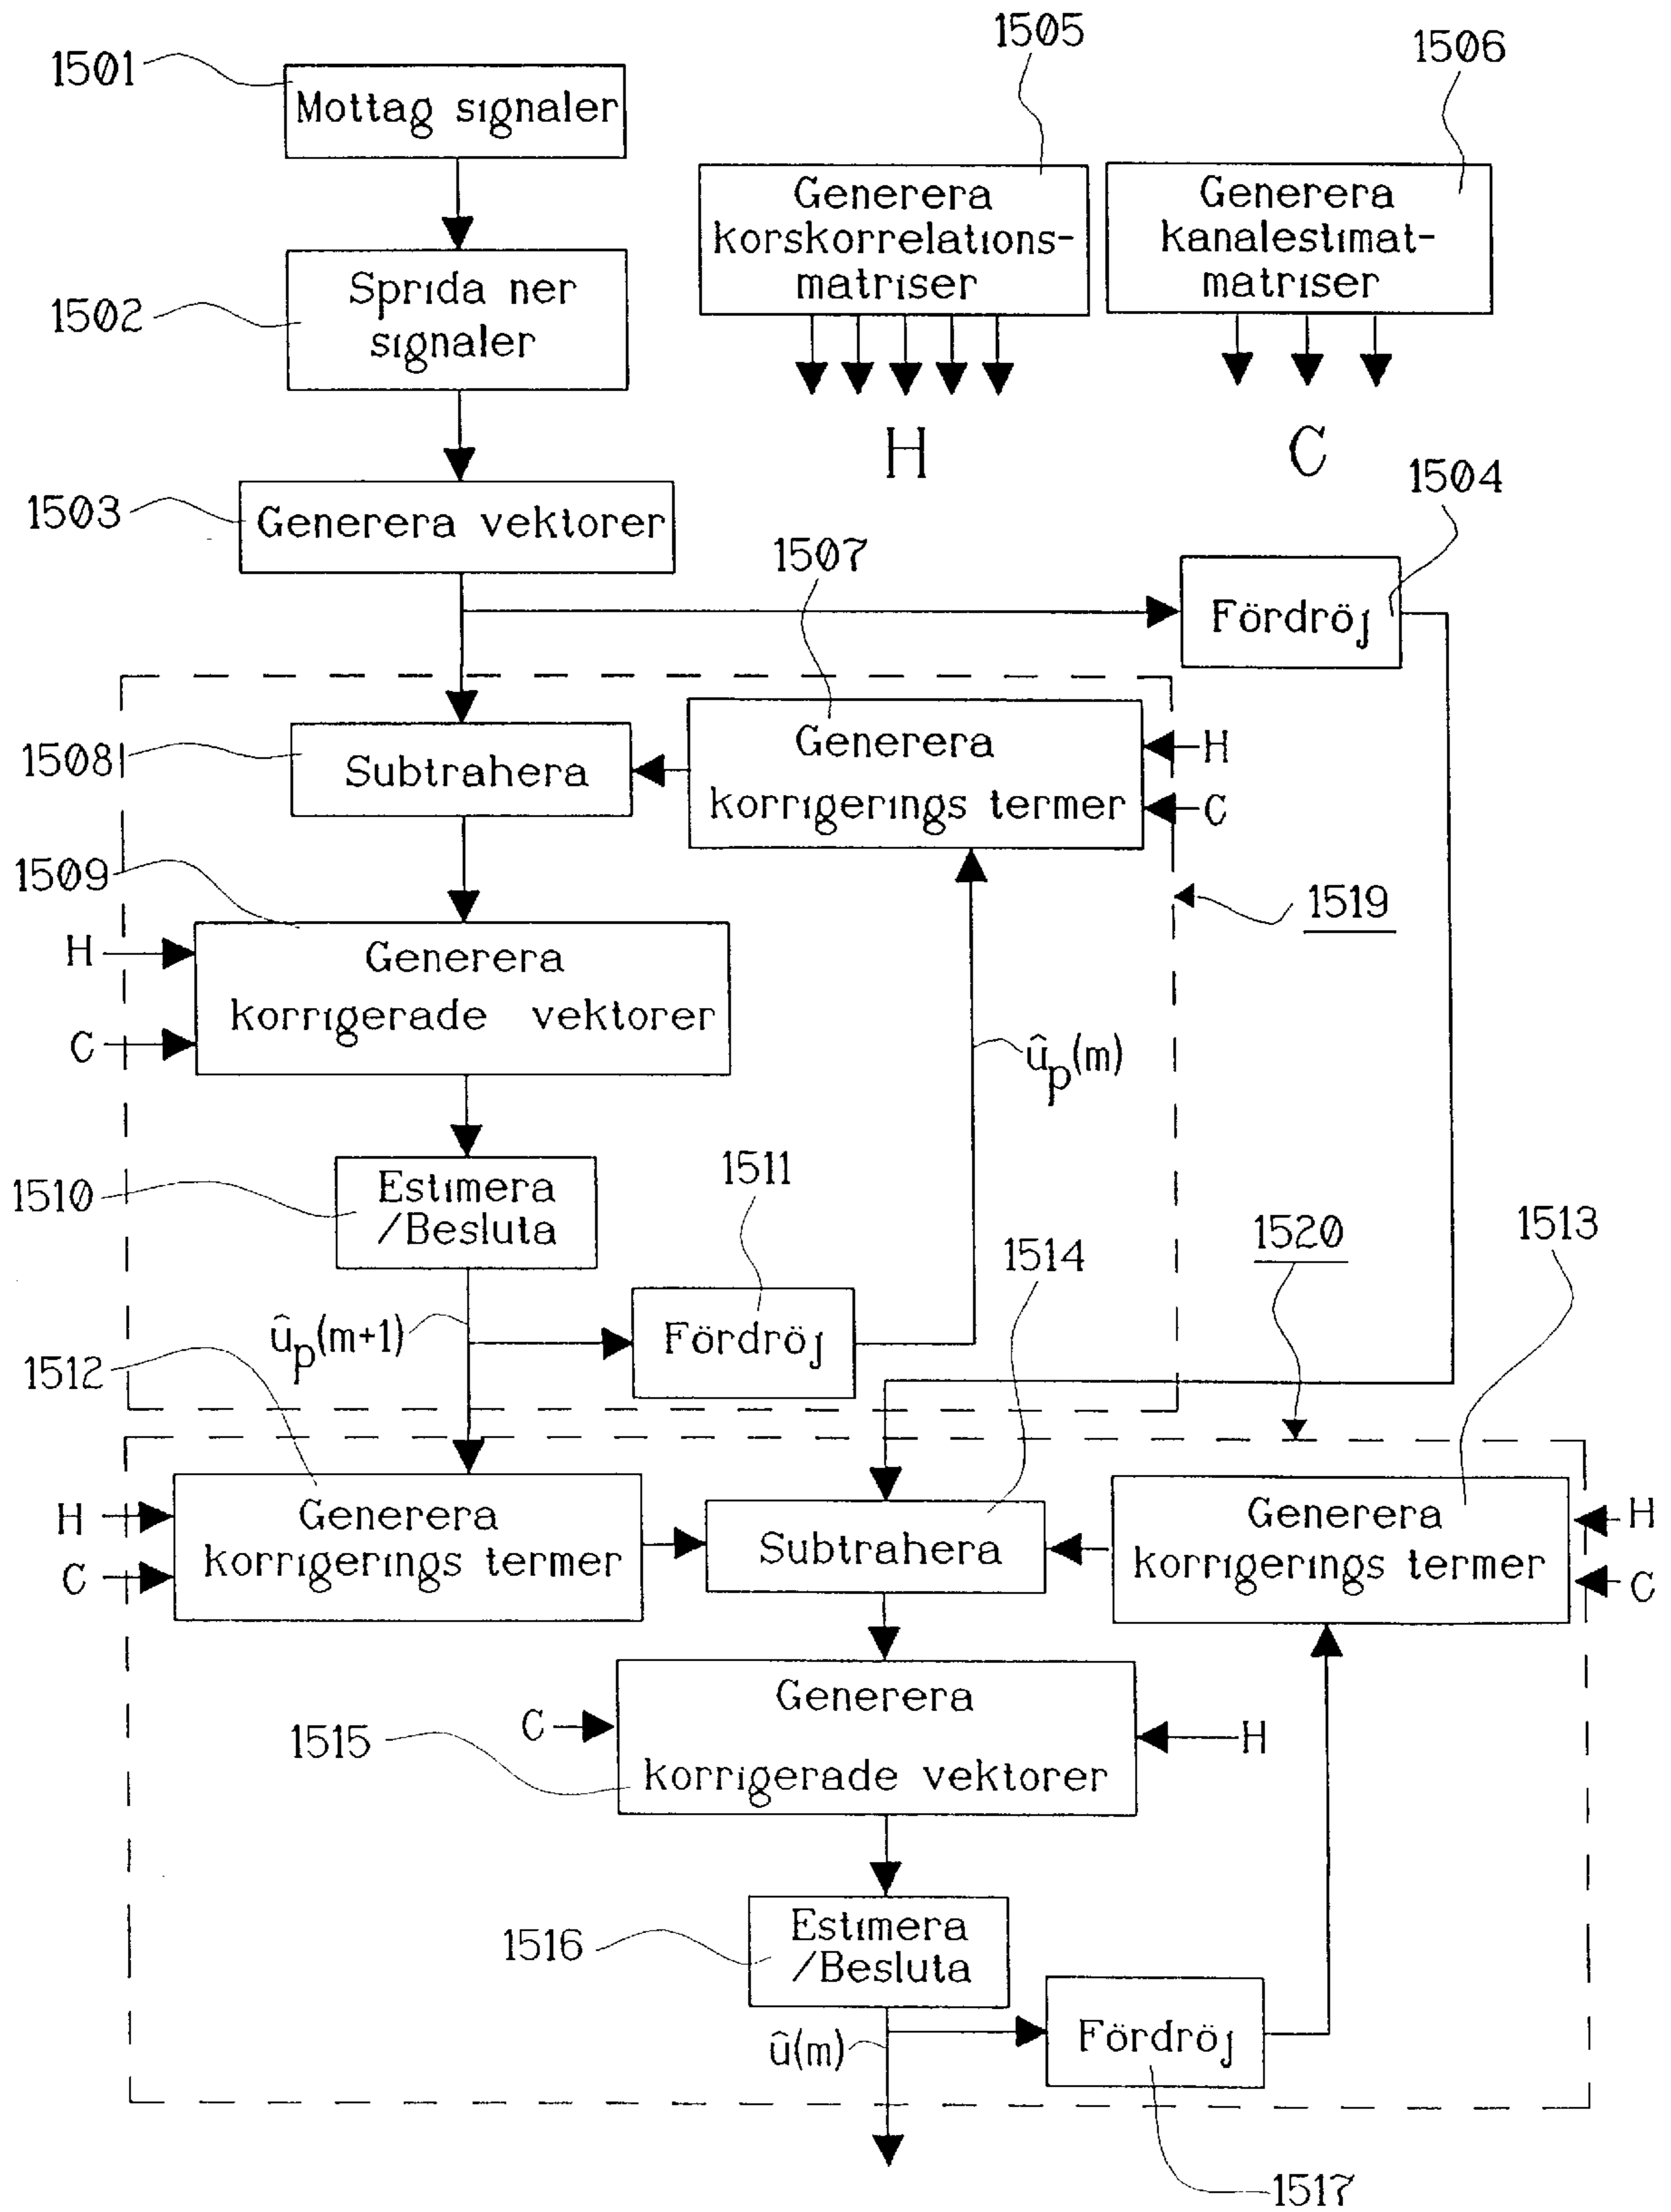 1505
1506
1501
Mottag signaler
Generera
korskorrelations-
matriser
Generera
kanalestimat-
matriser
1502
Sprida ner
signaler
H
C
1504
1503
Generera vektorer
1507
Fördröj
1508
Subtrahera
Generera
korrigerings termer
H
C
1509
1519
H
C
Generera
korrigerade vektorer
ûp(m)
1510
Estimera
/Besluta
1511
1514
1520
1513
ûp(m+1)
Fördröj
1512
H
C
Generera
korrigerings termer
Subtrahera
Generera
korrigerings termer
H
C
C
1515
Generera
korrigerade vektorer
H
1516
Estimera
/Besluta
û(m)
Fördröj
1517